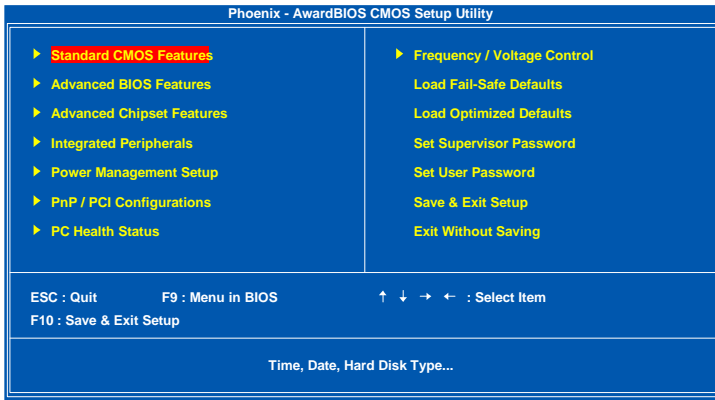 Phoenix - AwardBIOS CMOS Setup Utility
Standard CMOS Features
Advanced BIOS Features
Advanced Chipset Features
Integrated Peripherals
Power Management Setup
PnP / PCI Configurations
PC Health Status
Frequency / Voltage Control
Load Fail-Safe Defaults
Load Optimized Defaults
Set Supervisor Password
Set User Password
Save & Exit Setup
Exit Without Saving
ESC : Quit F9 : Menu in BIOS ↑ ↓ → ← : Select Item
F10 : Save & Exit Setup
Time, Date, Hard Disk Type...